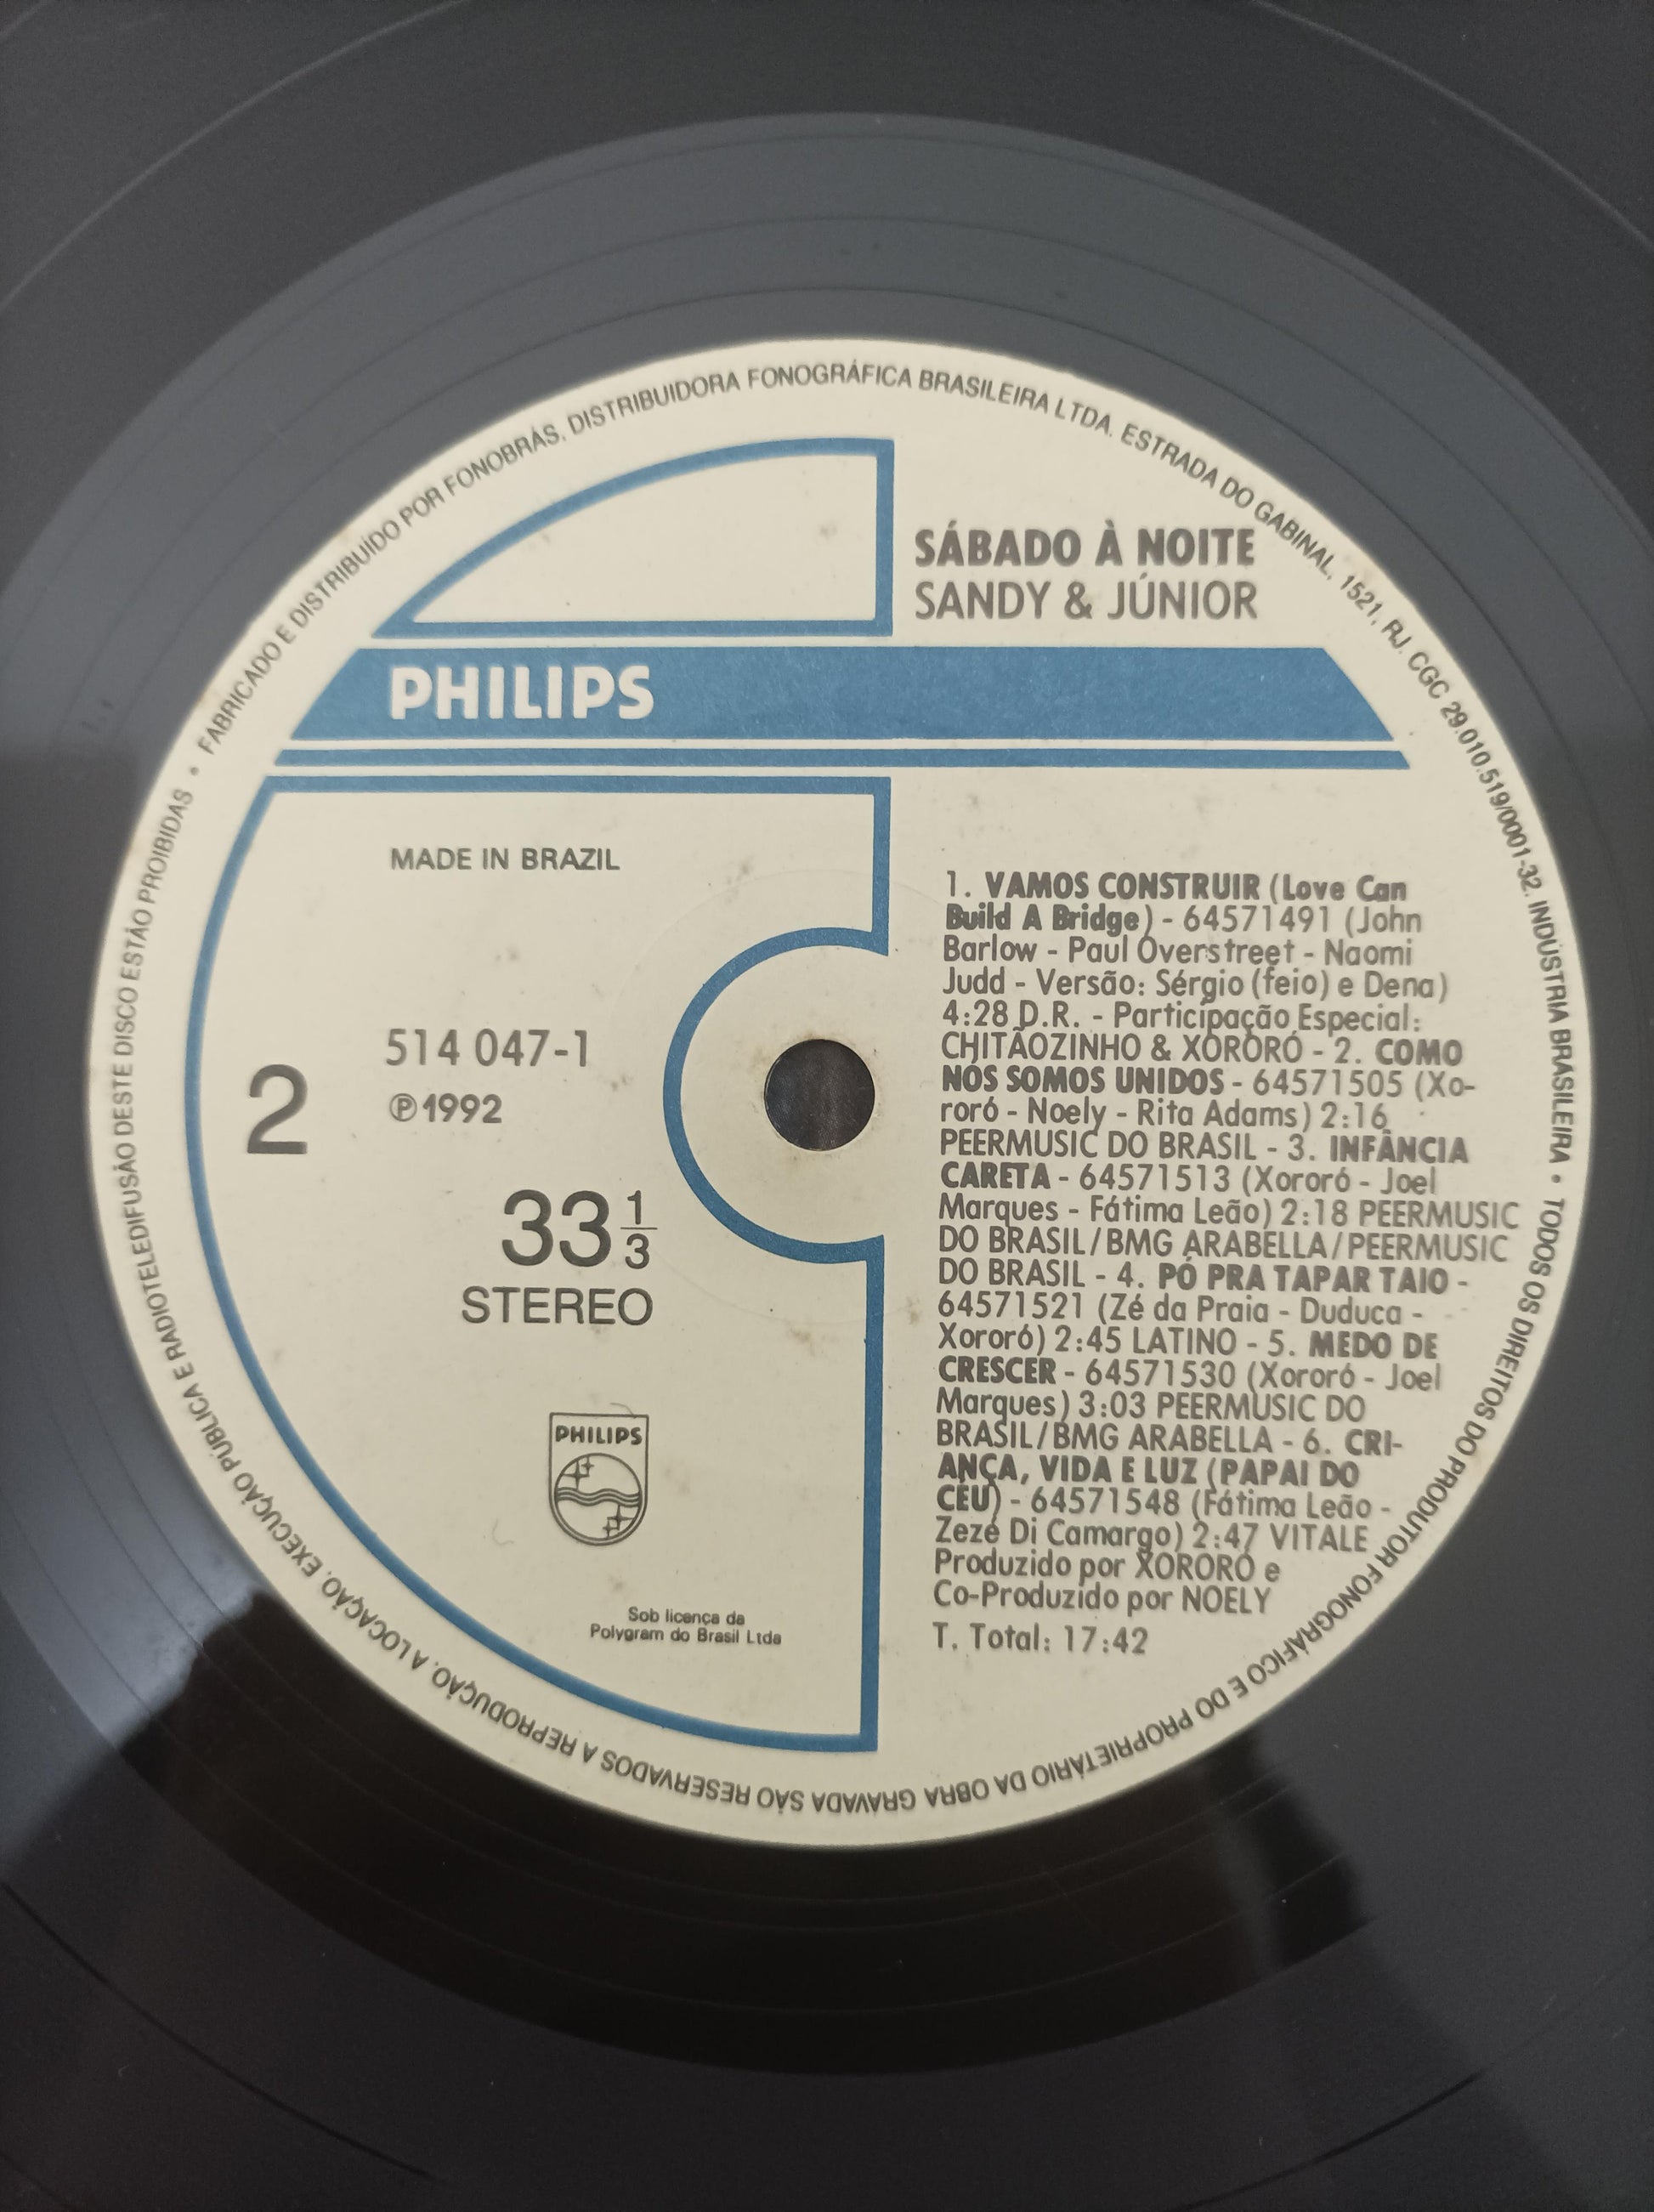 SÁBADO À NOITE
SANDY & JÚNIOR
PHILIPS
MADE IN BRAZIL
514 047-1
℗1992
2
33 1/3
STEREO
PHILIPS
Sob licença da
Polygram do Brasil Ltda
1. VAMOS CONSTRUIR (Love Can
Build A Bridge) - 64571491 (John
Barlow - Paul Overstreet - Naomi
Judd - Versão: Sérgio (feio) e Dena)
4:28 D.R. - Participação Especial:
CHITÃOZINHO & XORORÓ - 2. COMO
NÓS SOMOS UNIDOS - 64571505 (Xo-
roró - Noely - Rita Adams) 2:16
PEERMUSIC DO BRASIL - 3. INFÂNCIA
CARETA - 64571513 (Xororó - Joel
Marques - Fátima Leão) 2:18 PEERMUSIC
DO BRASIL/BMG ARABELLA/PEERMUSIC
DO BRASIL - 4. PÓ PRA TAPAR TAIO -
64571521 (Zé da Praia - Duduca -
Xororó) 2:45 LATINO - 5. MEDO DE
CRESCER - 64571530 (Xororó - Joel
Marques) 3:03 PEERMUSIC DO
BRASIL/BMG ARABELLA - 6. CRI-
ANÇA, VIDA E LUZ (PAPAI DO
CÉU) - 64571548 (Fátima Leão -
Zezé Di Camargo) 2:47 VITALE
Produzido por XORORÓ e
Co-Produzido por NOELY
T. Total: 17:42
• FABRICADO E DISTRIBUÍDO POR FONOBRÁS. DISTRIBUIDORA FONOGRÁFICA BRASILEIRA LTDA. ESTRADA DO GABINAL, 1521, RJ. CGC 29.010.519/0001-32. INDÚSTRIA BRASILEIRA • TODOS OS DIREITOS DO PRODUTOR FONOGRÁFICO E DO PROPRIETÁRIO DA OBRA GRAVADA SÃO RESERVADOS A REPRODUÇÃO, A LOCAÇÃO, EXECUÇÃO PÚBLICA E RADIOTELEDIFUSÃO DESTE DISCO ESTÃO PROIBIDAS